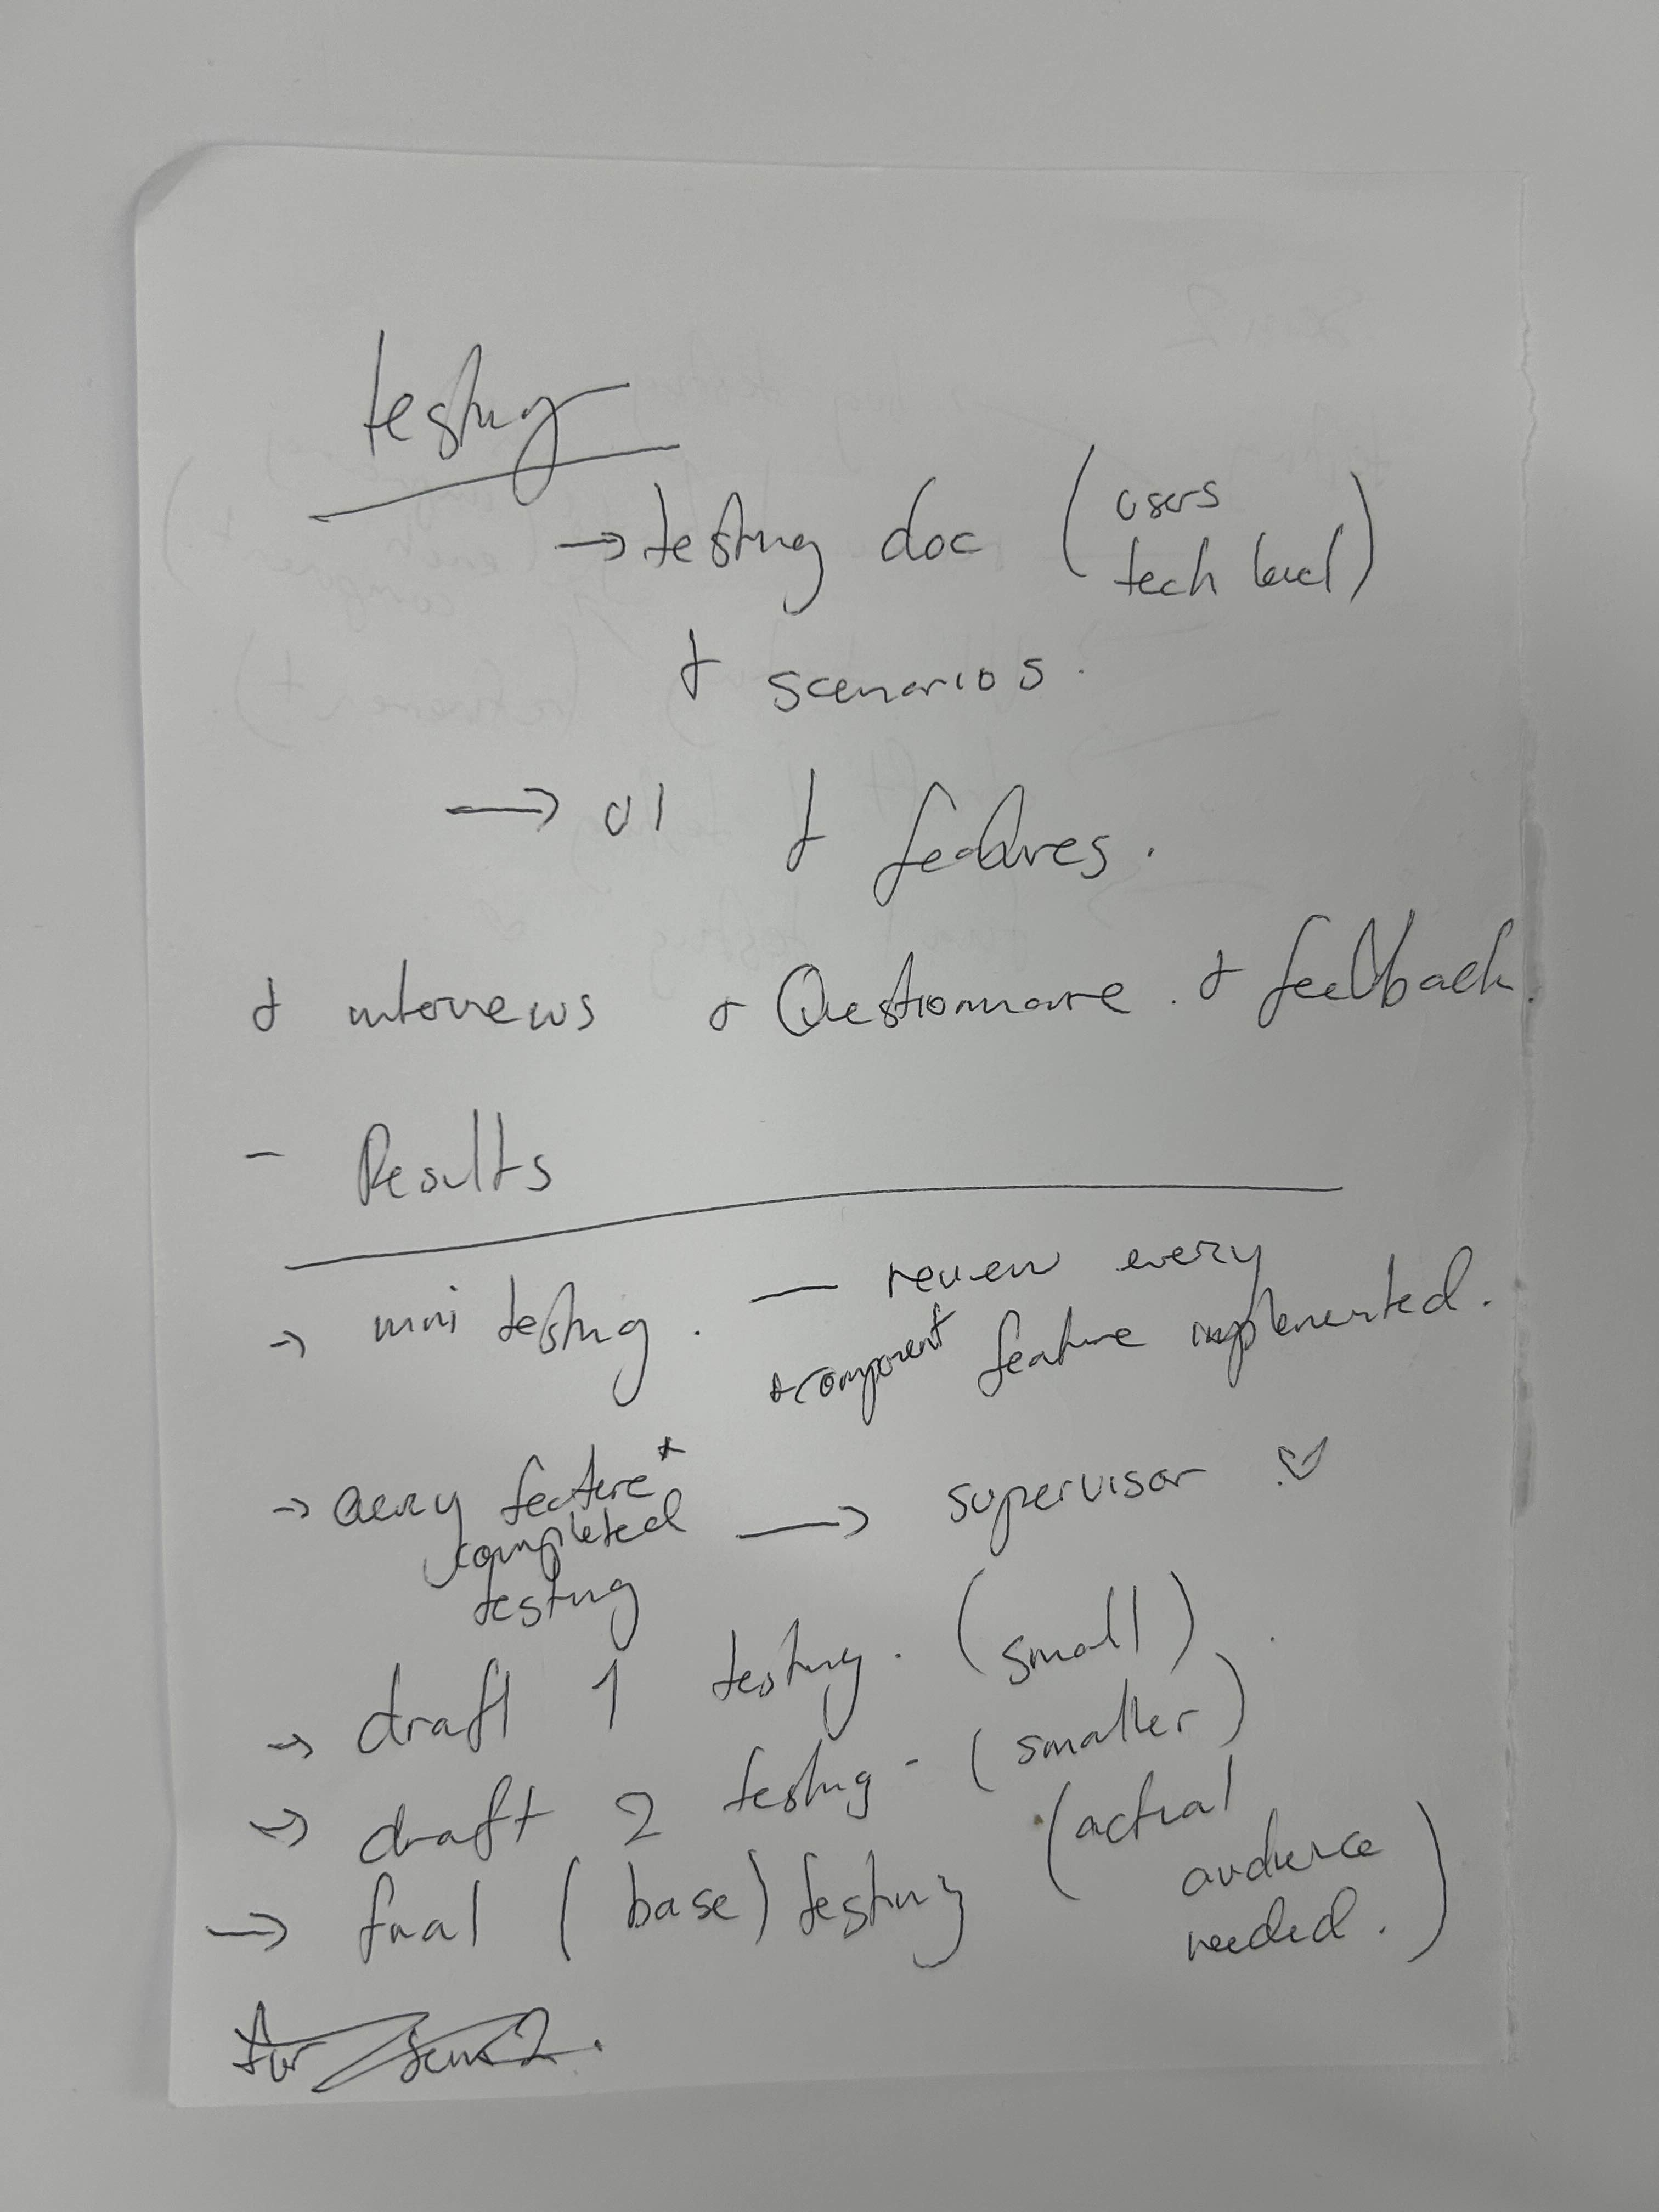 testing
→ testing doc (users
tech level)
+ scenarios.
→ UI + features.
+ interviews + Questionnaire. + feedback.
- Results
→ mini testing. — review every
+ component feature implemented.
→ every feature +
completed → supervisor
testing
→ draft 1 testing. (small).
→ draft 2 testing - (smaller)
→ final (base) testing (actual
audience
needed.)
for sem 2.